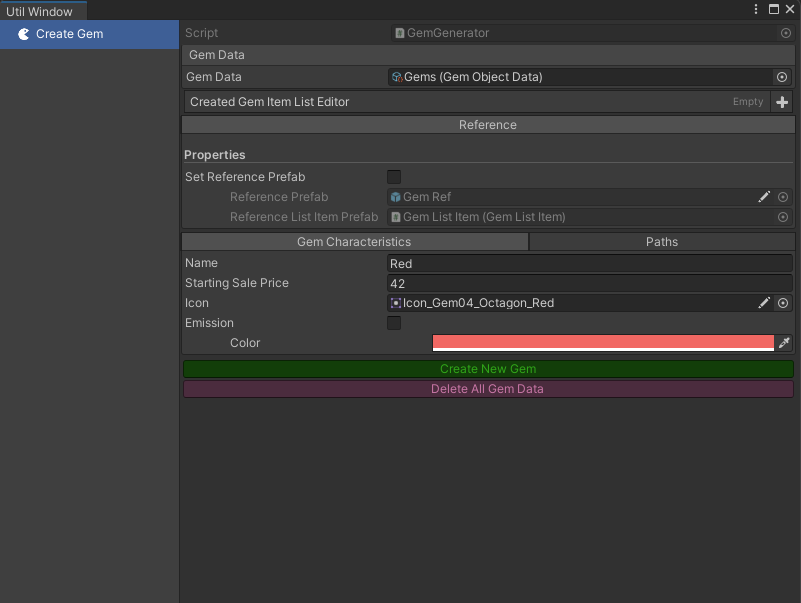 Util Window
Create Gem
Script GemGenerator
Gem Data
Gem Data Gems (Gem Object Data)
Created Gem Item List Editor Empty
Reference
Properties
Set Reference Prefab
Reference Prefab Gem Ref
Reference List Item Prefab Gem List Item (Gem List Item)
Gem Characteristics Paths
Name Red
Starting Sale Price 42
Icon Icon_Gem04_Octagon_Red
Emission
Color
Create New Gem
Delete All Gem Data